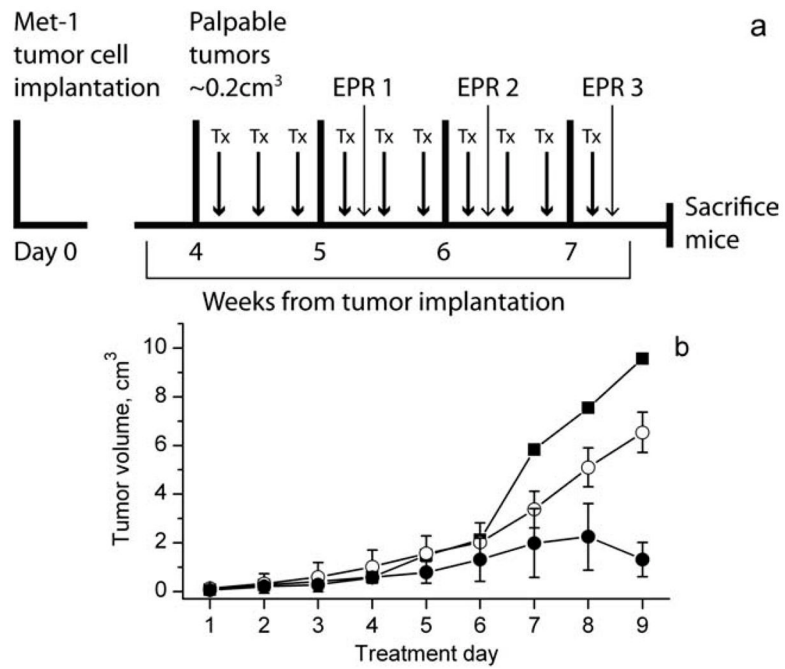 Met-1
tumor cell
implantation
Palpable
tumors
~0.2cm³
a
EPR 1
EPR 2
EPR 3
Tx
Tx
Tx
Tx
Tx
Tx
Tx
Tx
Tx
Tx
Sacrifice
mice
Day 0
4
5
6
7
Weeks from tumor implantation
b
Tumor volume, cm³
10
8
6
4
2
0
1
2
3
4
5
6
7
8
9
Treatment day